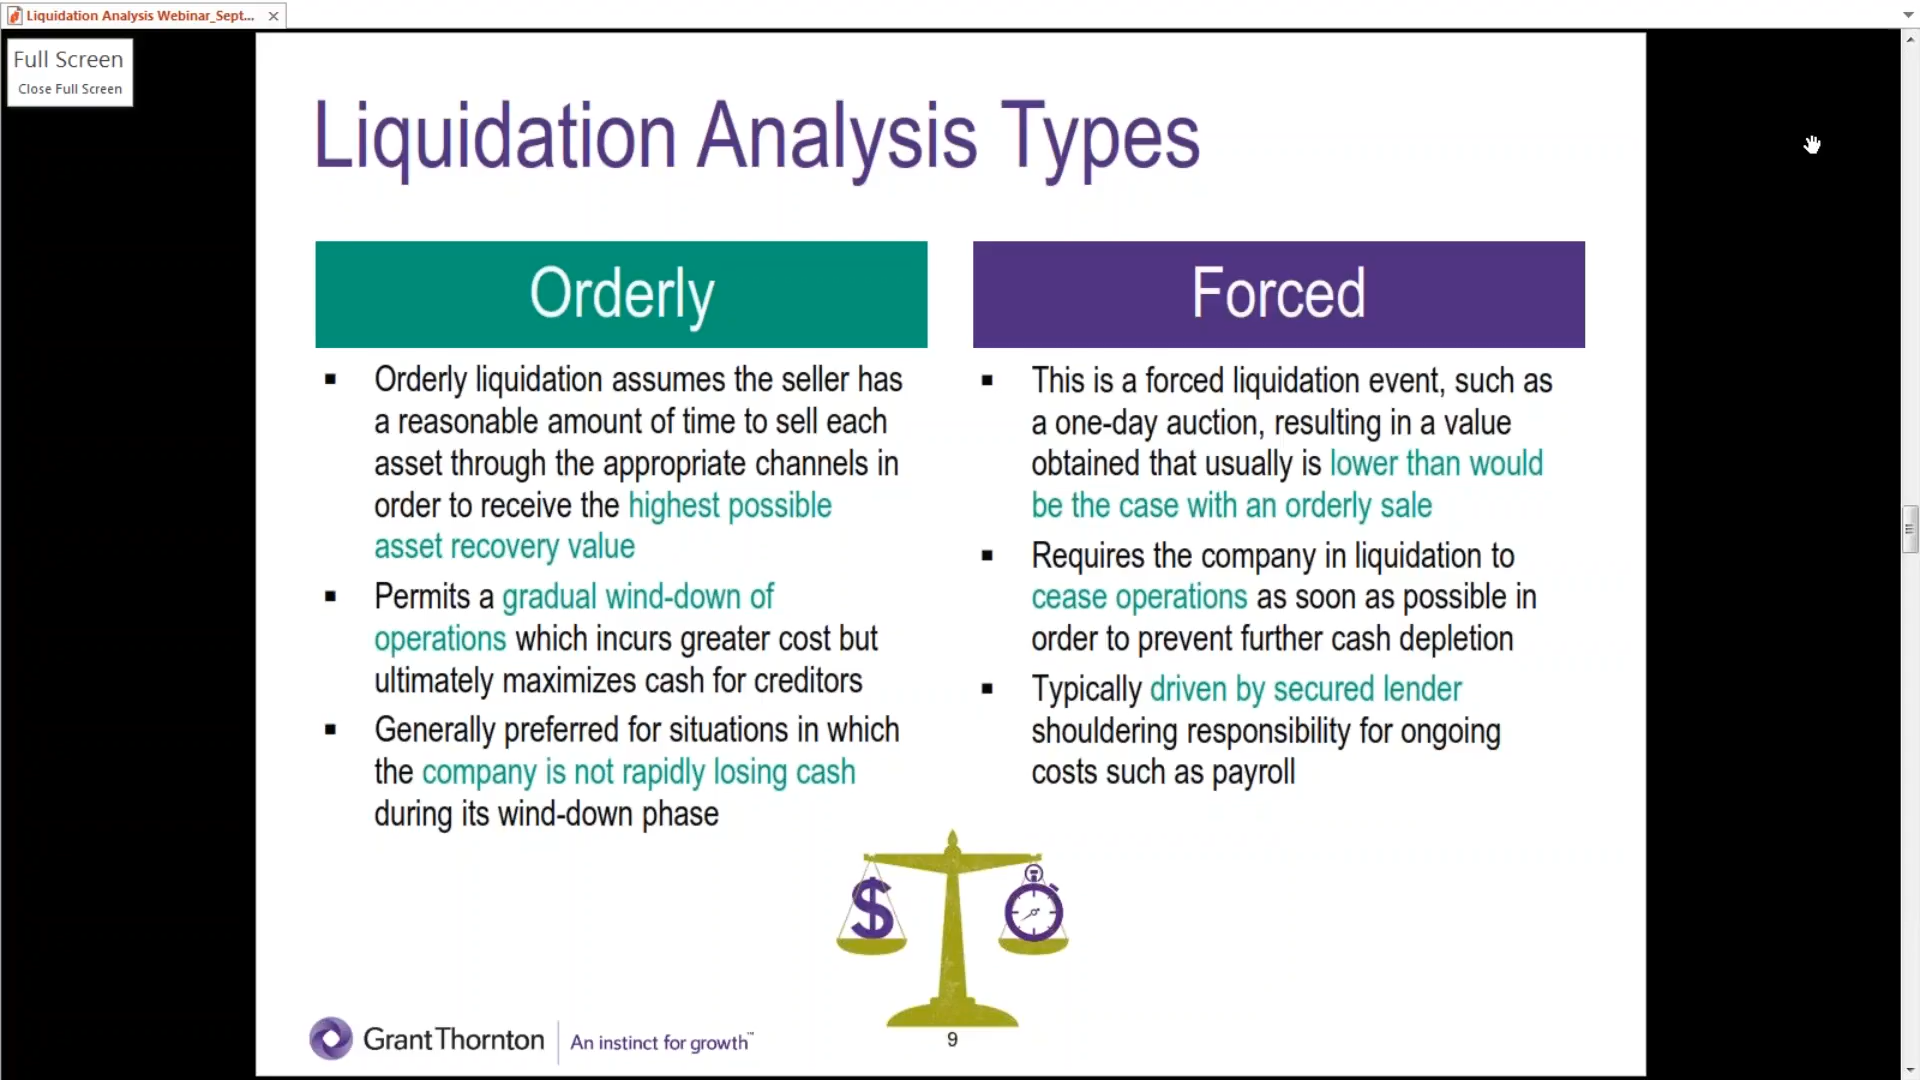 Liquidation Analysis Webinar_Sept...
Full Screen
Close Full Screen
Liquidation Analysis Types
Orderly
▪ Orderly liquidation assumes the seller has
a reasonable amount of time to sell each
asset through the appropriate channels in
order to receive the highest possible
asset recovery value
▪ Permits a gradual wind-down of
operations which incurs greater cost but
ultimately maximizes cash for creditors
▪ Generally preferred for situations in which
the company is not rapidly losing cash
during its wind-down phase
Forced
▪ This is a forced liquidation event, such as
a one-day auction, resulting in a value
obtained that usually is lower than would
be the case with an orderly sale
▪ Requires the company in liquidation to
cease operations as soon as possible in
order to prevent further cash depletion
▪ Typically driven by secured lender
shouldering responsibility for ongoing
costs such as payroll
$
Grant Thornton
An instinct for growth™
9